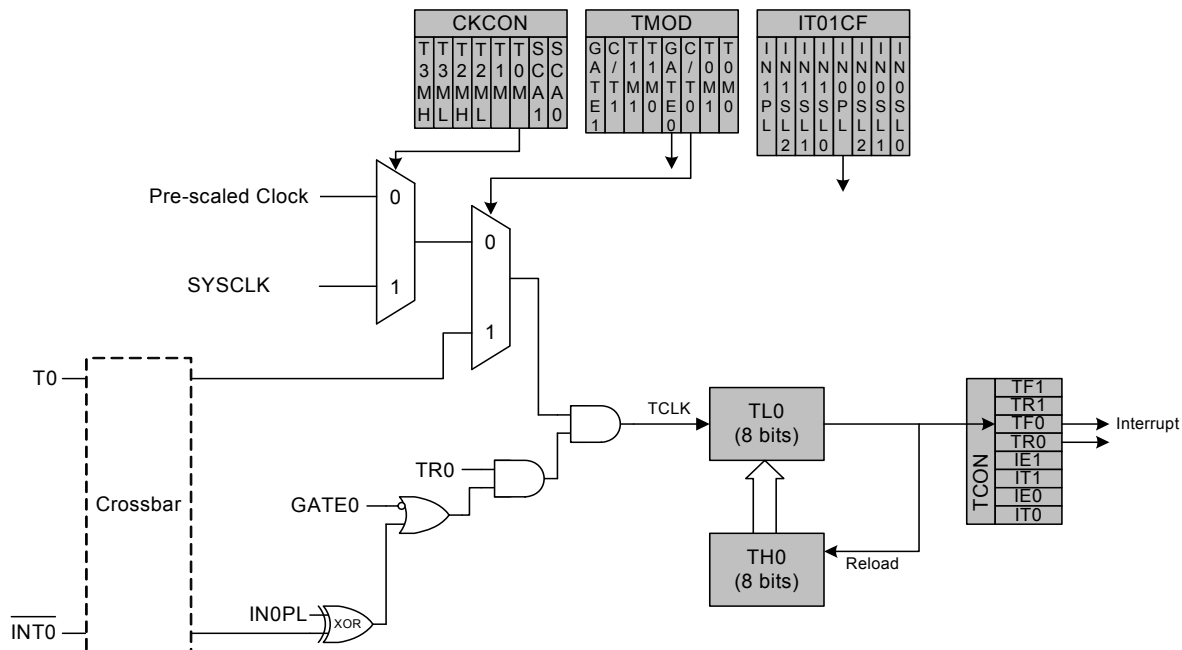 CKCON
T3MH
T3ML
T2MH
T2ML
T1M
T0M
SCA1
SCA0
TMOD
GATE1
C/T1
T1M1
T1M0
GATE0
C/T0
T0M1
T0M0
IT01CF
IN1PL
IN1SL2
IN1SL1
IN1SL0
IN0PL
IN0SL2
IN0SL1
IN0SL0
Pre-scaled Clock
0
SYSCLK
1
0
1
T0
Crossbar
INT0
GATE0
IN0PL
XOR
TR0
TCLK
TL0
(8 bits)
TH0
(8 bits)
Reload
TCON
TF1
TR1
TF0
TR0
IE1
IT1
IE0
IT0
Interrupt